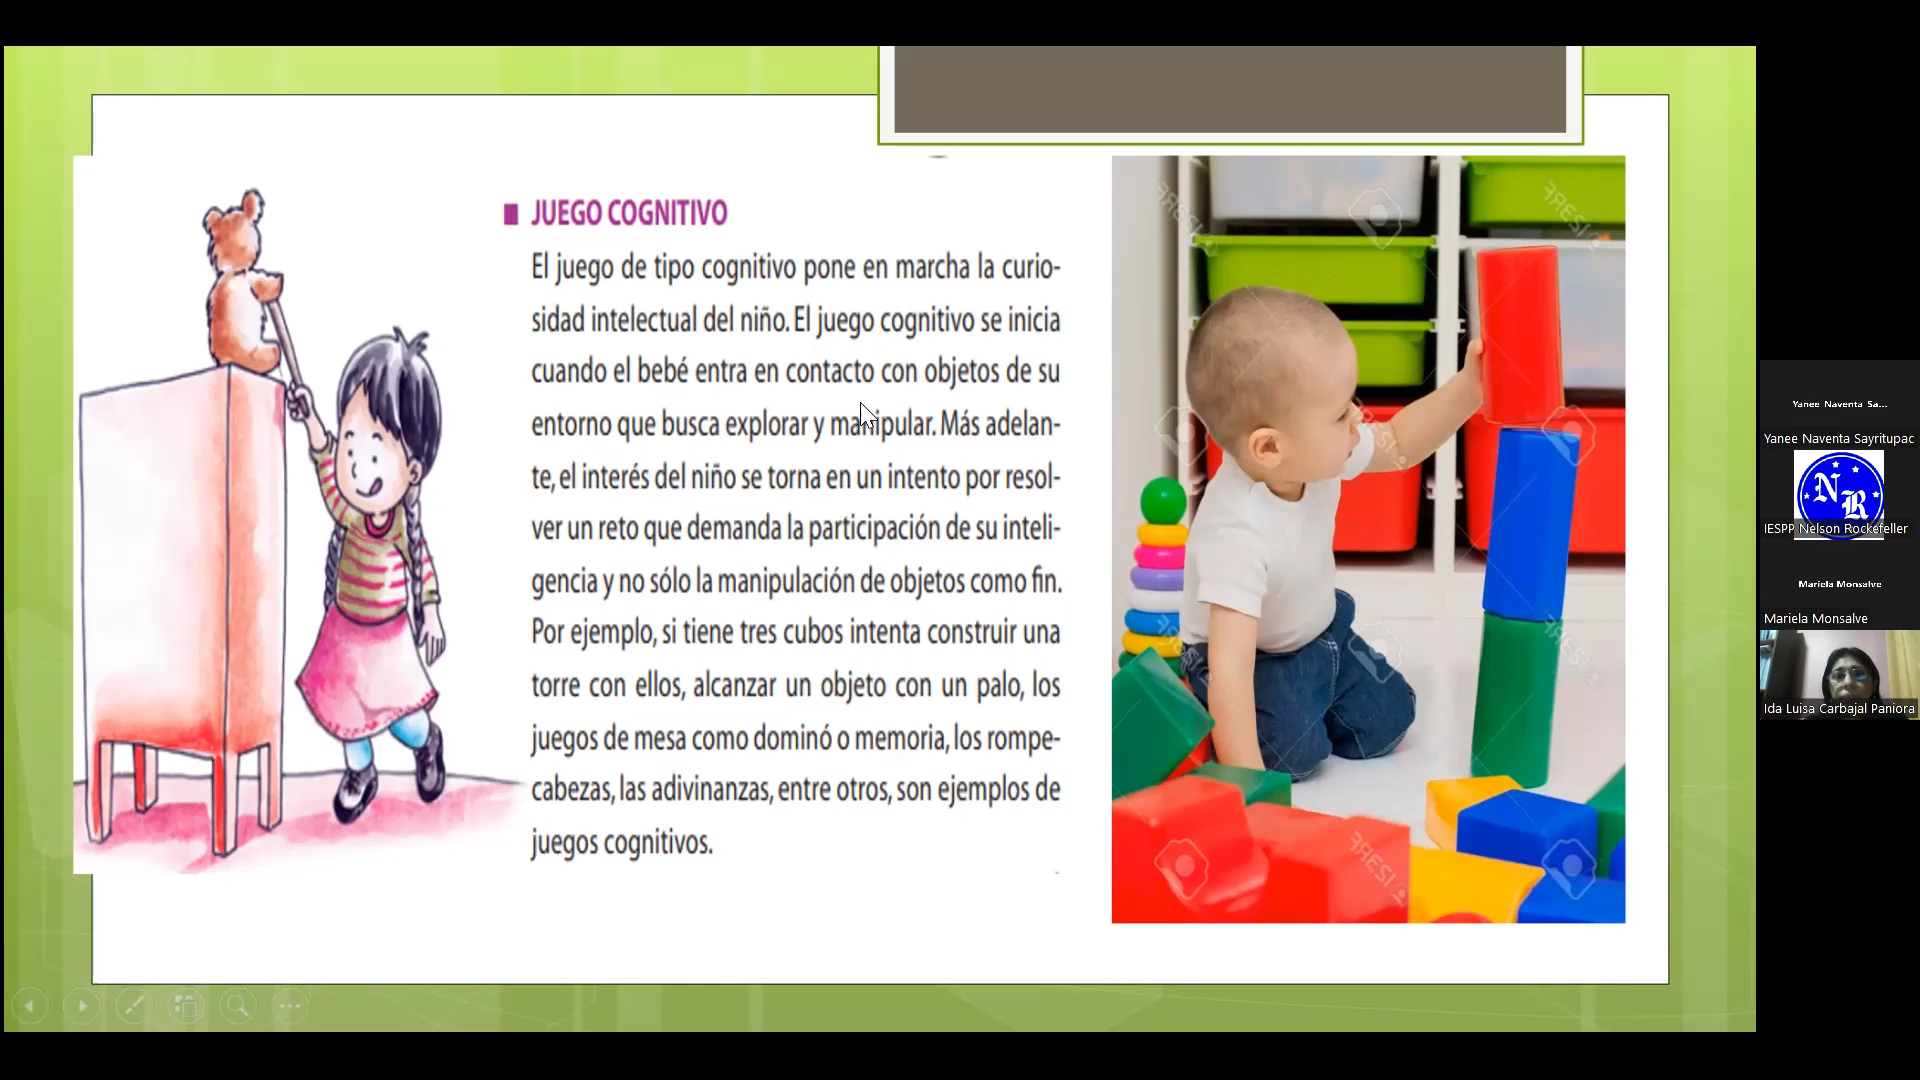 JUEGO COGNITIVO
El juego de tipo cognitivo pone en marcha la curio-
sidad intelectual del niño. El juego cognitivo se inicia
cuando el bebé entra en contacto con objetos de su
entorno que busca explorar y manipular. Más adelan-
te, el interés del niño se torna en un intento por resol-
ver un reto que demanda la participación de su inteli-
gencia y no sólo la manipulación de objetos como fin.
Por ejemplo, si tiene tres cubos intenta construir una
torre con ellos, alcanzar un objeto con un palo, los
juegos de mesa como dominó o memoria, los rompe-
cabezas, las adivinanzas, entre otros, son ejemplos de
juegos cognitivos.
Yanee Naventa Sa...
Yanee Naventa Sayritupac
N R
IESPP Nelson Rockefeller
Mariela Monsalve
Mariela Monsalve
Ida Luisa Carbajal Paniora